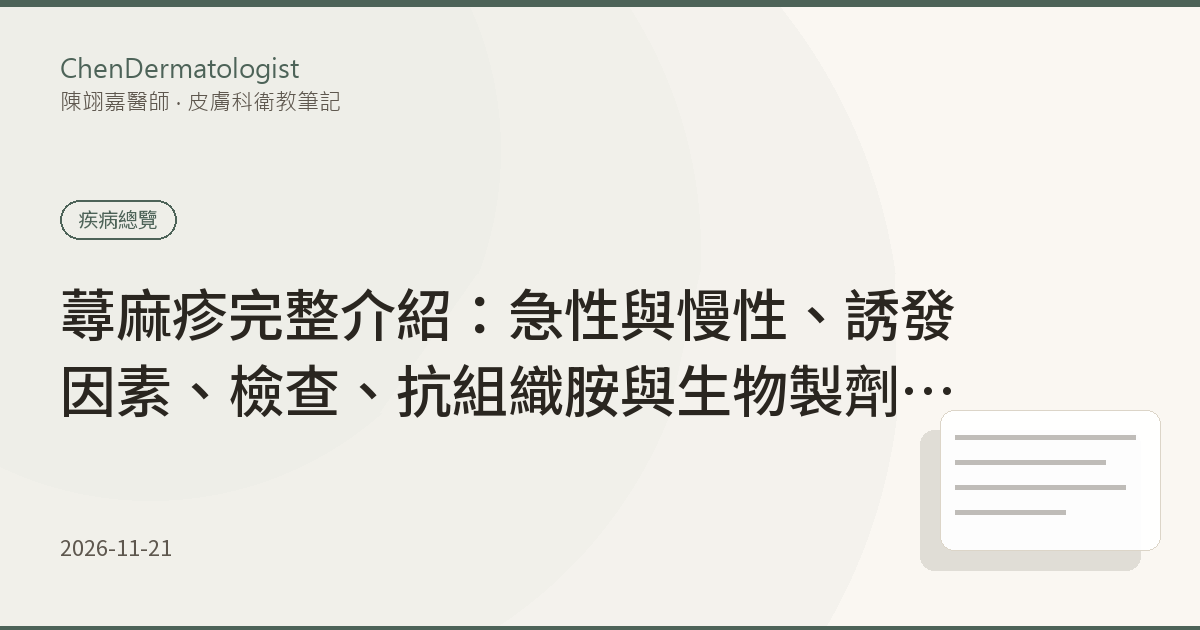 ChenDermatologist
陳翊嘉醫師 · 皮膚科衛教筆記
疾病總覽
蕁麻疹完整介紹：急性與慢性、誘發
因素、檢查、抗組織胺與生物製劑…
2026-11-21